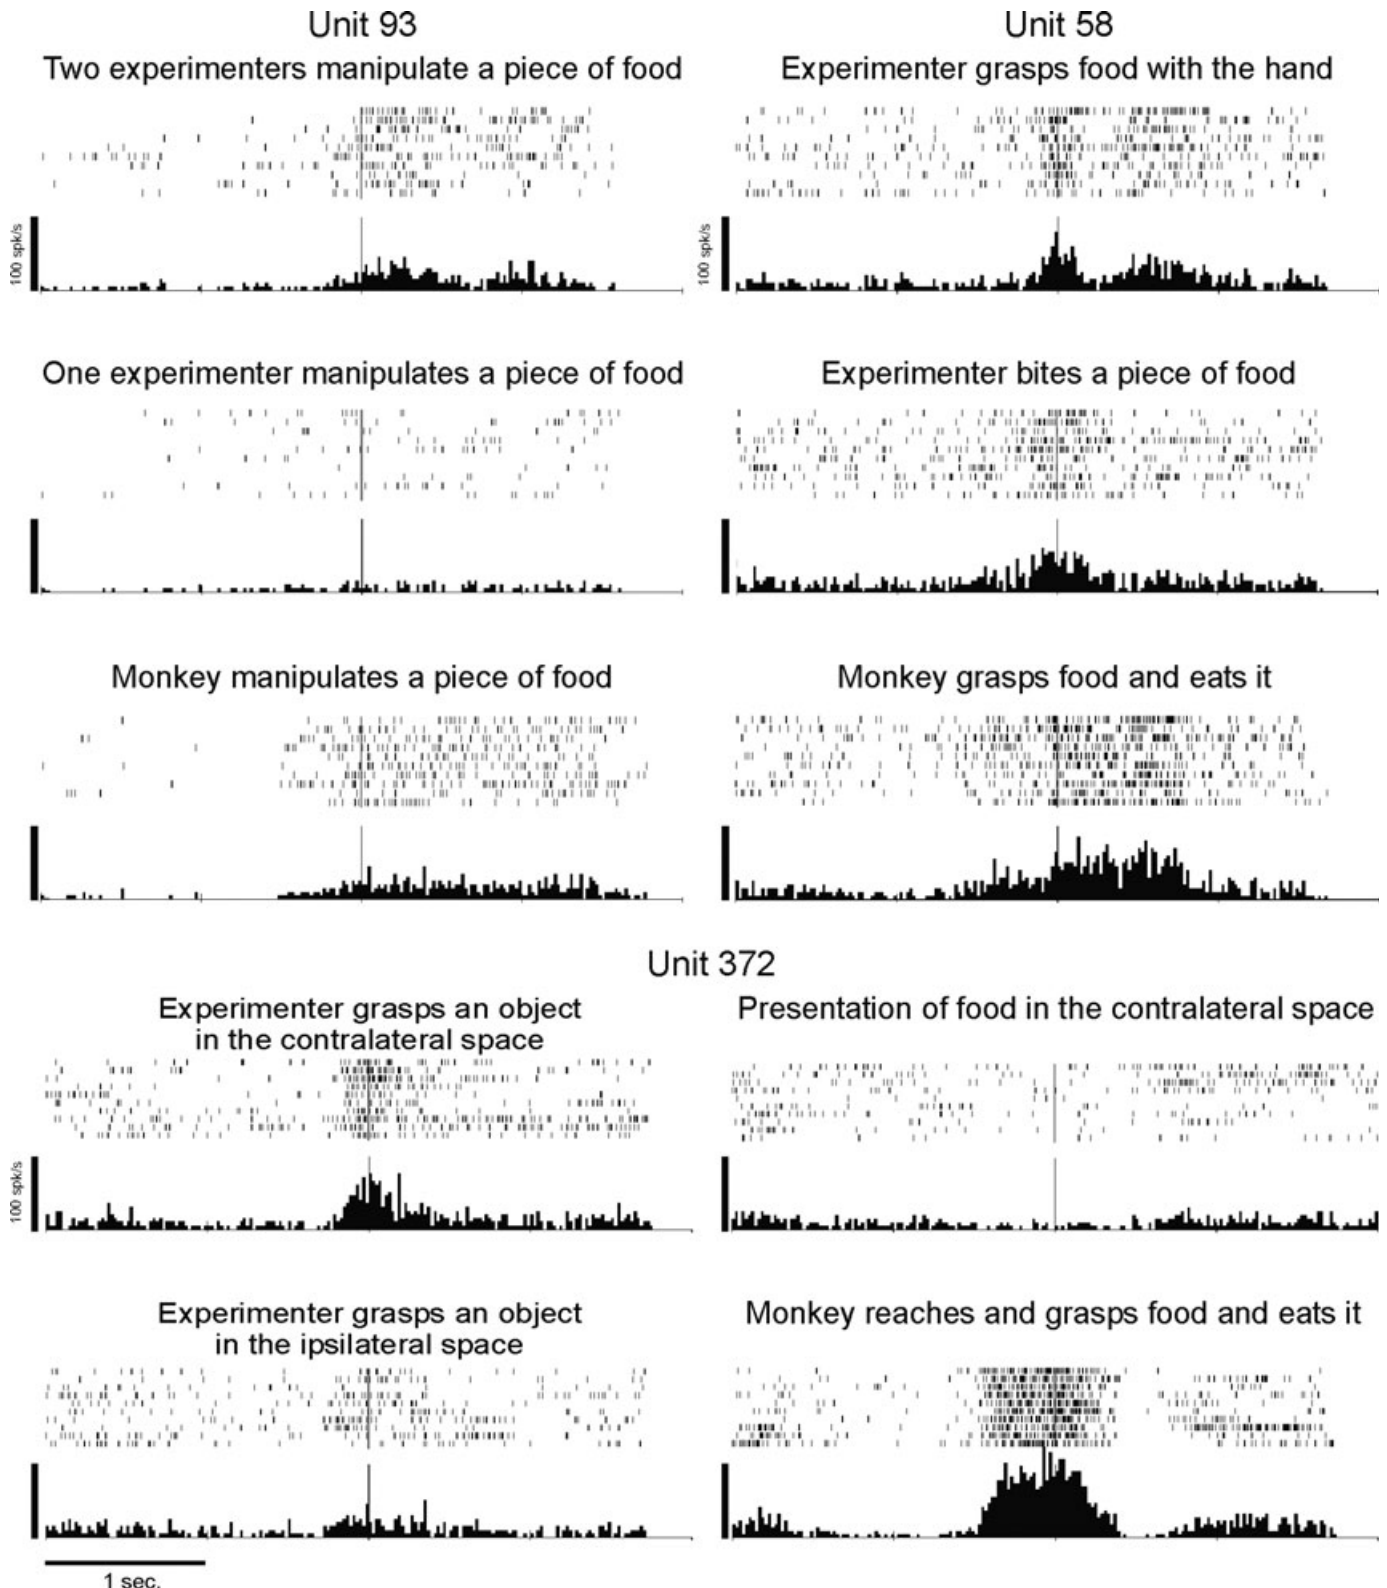 Unit 93
Two experimenters manipulate a piece of food
100 spk/s
One experimenter manipulates a piece of food
Monkey manipulates a piece of food
Unit 58
Experimenter grasps food with the hand
100 spk/s
Experimenter bites a piece of food
Monkey grasps food and eats it
Unit 372
Experimenter grasps an object
in the contralateral space
100 spk/s
Presentation of food in the contralateral space
Experimenter grasps an object
in the ipsilateral space
Monkey reaches and grasps food and eats it
1 sec.